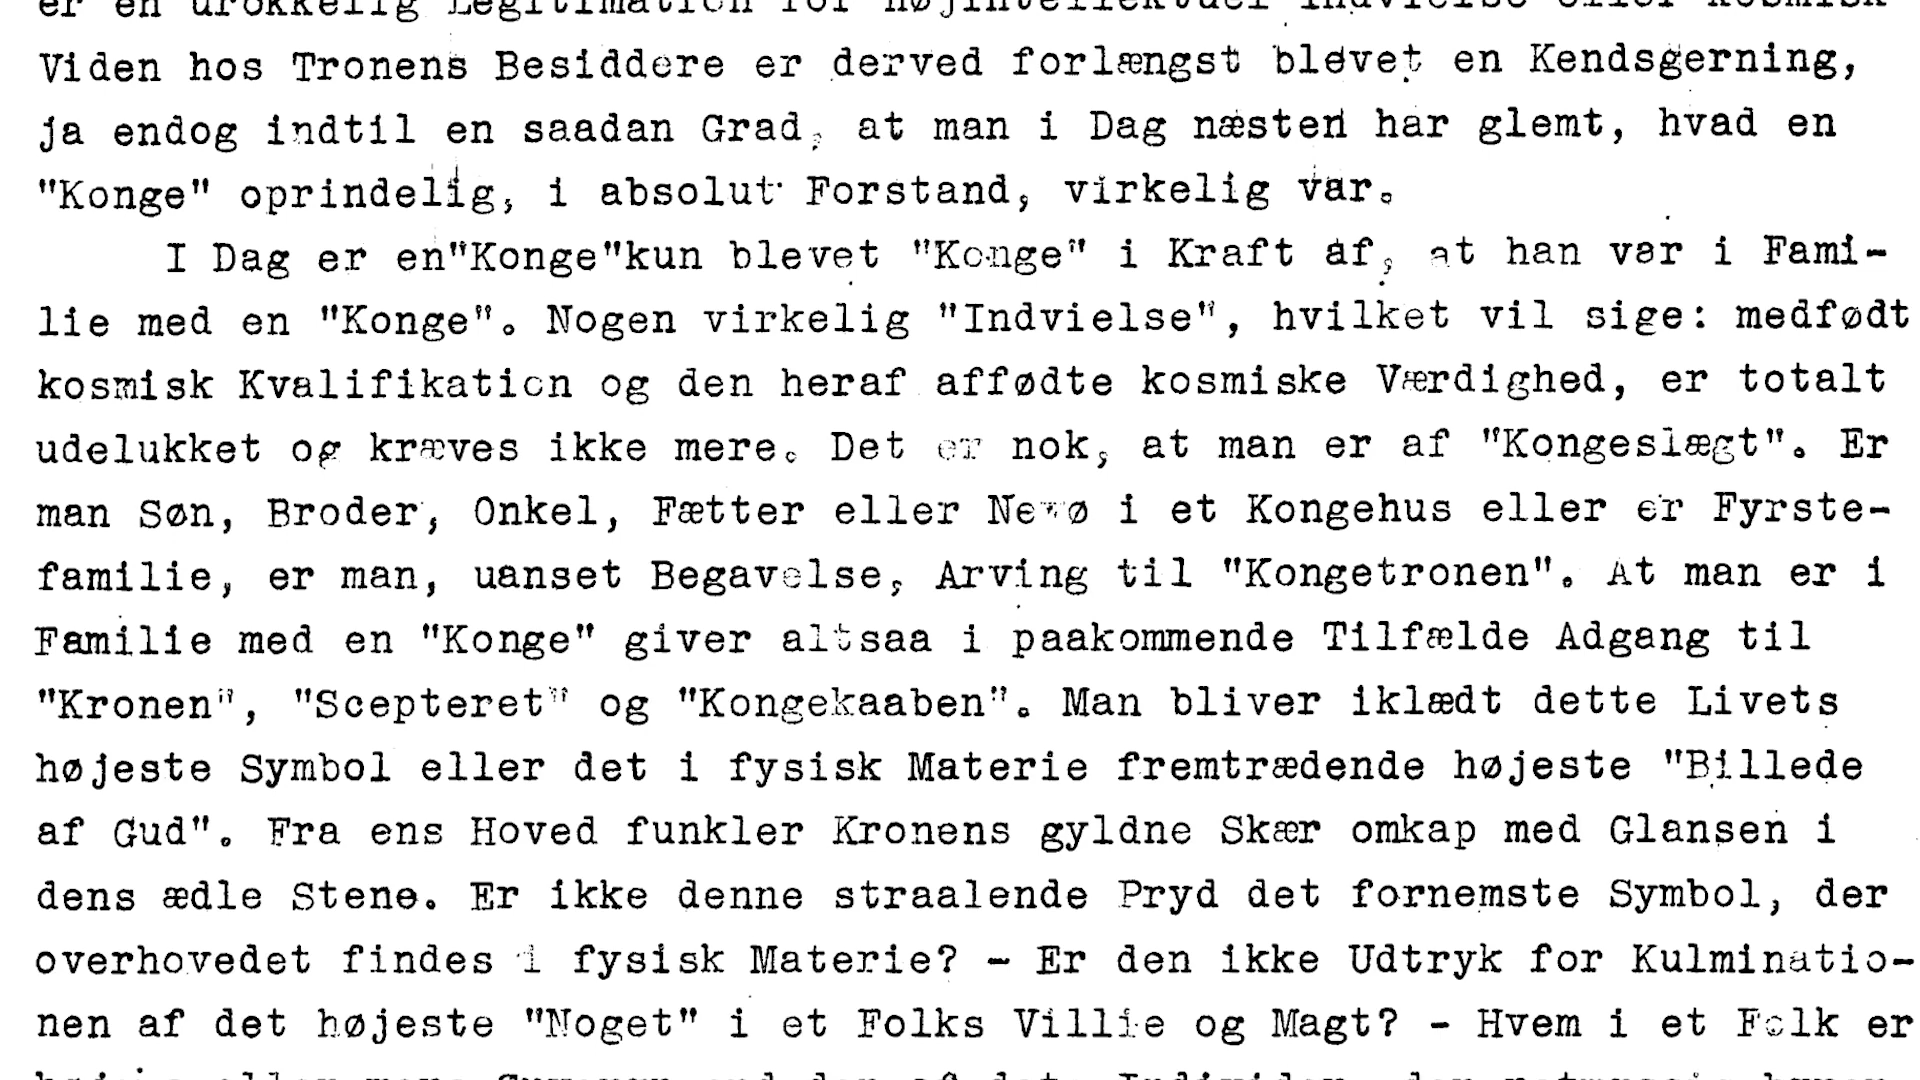 er en urokkelig Legitimation for højintellektuel Indvielse eller kosmisk
Viden hos Tronens Besiddere er derved forlængst blevet en Kendsgerning,
ja endog indtil en saadan Grad, at man i Dag næsten har glemt, hvad en
"Konge" oprindelig, i absolut Forstand, virkelig var.
I Dag er en"Konge"kun blevet "Konge" i Kraft af, at han var i Fami-
lie med en "Konge". Nogen virkelig "Indvielse", hvilket vil sige: medfødt
kosmisk Kvalifikation og den heraf affødte kosmiske Værdighed, er totalt
udelukket og kræves ikke mere. Det er nok, at man er af "Kongeslægt". Er
man Søn, Broder, Onkel, Fætter eller Nevø i et Kongehus eller er Fyrste-
familie, er man, uanset Begavelse, Arving til "Kongetronen". At man er i
Familie med en "Konge" giver altsaa i paakommende Tilfælde Adgang til
"Kronen", "Scepteret" og "Kongekaaben". Man bliver iklædt dette Livets
højeste Symbol eller det i fysisk Materie fremtrædende højeste "Billede
af Gud". Fra ens Hoved funkler Kronens gyldne Skær omkap med Glansen i
dens ædle Stene. Er ikke denne straalende Pryd det fornemste Symbol, der
overhovedet findes i fysisk Materie? - Er den ikke Udtryk for Kulminatio-
nen af det højeste "Noget" i et Folks Villie og Magt? - Hvem i et Folk er